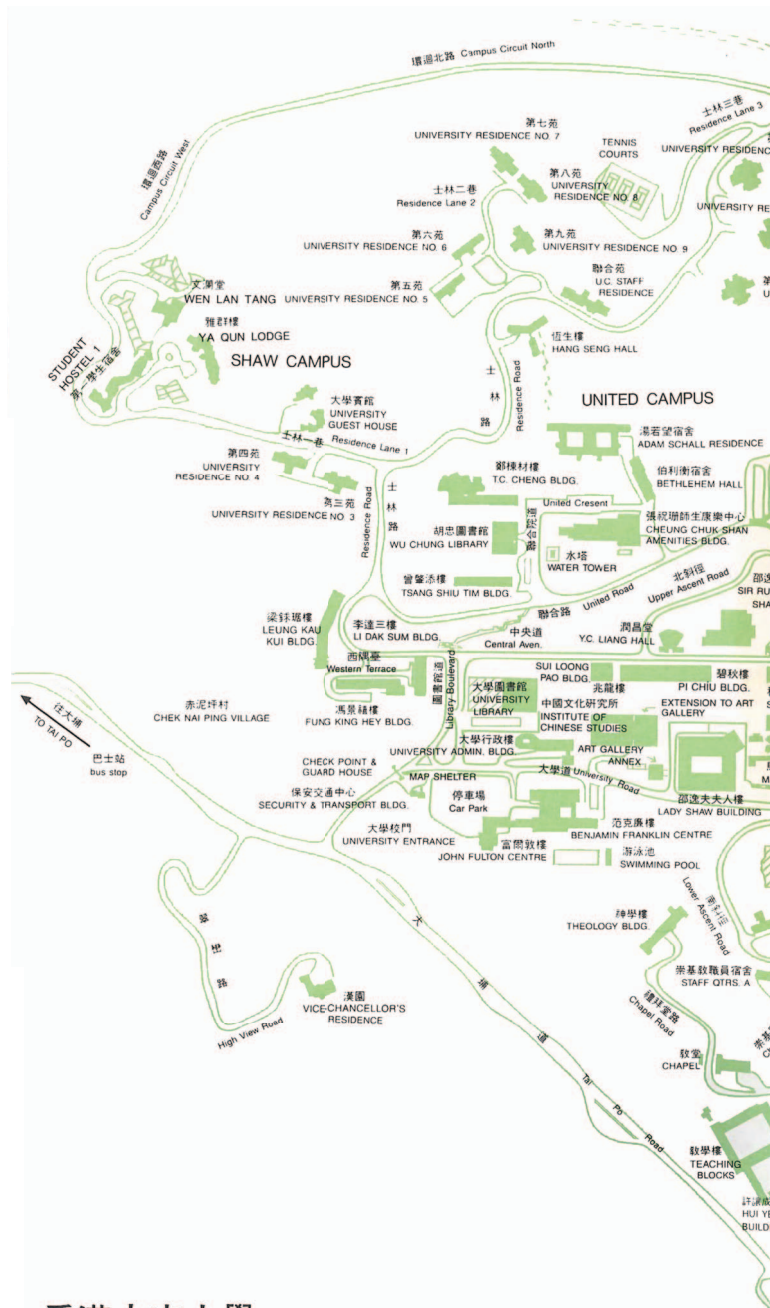 環迴北路 Campus Circuit North
士林三巷
Residence Lane 3
第七苑
UNIVERSITY RESIDENCE NO. 7
TENNIS
COURTS
UNIVERSITY RESIDENC
環迴西路
Campus Circuit West
士林二巷
Residence Lane 2
第八苑
UNIVERSITY
RESIDENCE NO. 8
UNIVERSITY RE
第六苑
UNIVERSITY RESIDENCE NO. 6
第九苑
UNIVERSITY RESIDENCE NO. 9
文瀾堂
WEN LAN TANG
第五苑
UNIVERSITY RESIDENCE NO. 5
聯合苑
U.C. STAFF
RESIDENCE
雅群樓
YA QUN LODGE
STUDENT
HOSTEL 1
第一學生宿舍
SHAW CAMPUS
恆生樓
HANG SENG HALL
士林路
Residence Road
大學賓館
UNIVERSITY
GUEST HOUSE
UNITED CAMPUS
士林一巷 Residence Lane 1
湯若望宿舍
ADAM SCHALL RESIDENCE
第四苑
UNIVERSITY
RESIDENCE NO. 4
鄭棟材樓
T.C. CHENG BLDG.
伯利衡宿舍
BETHLEHEM HALL
第三苑
UNIVERSITY RESIDENCE NO. 3
士林路
Residence Road
United Cresent
聯合院道
張祝珊師生康樂中心
CHEUNG CHUK SHAN
AMENITIES BLDG.
胡忠圖書館
WU CHUNG LIBRARY
水塔
WATER TOWER
曾肇添樓
TSANG SHIU TIM BLDG.
北斜徑
Upper Ascent Road
聯合路 United Road
邵逸
SIR RU
SHA
梁銶琚樓
LEUNG KAU
KUI BLDG.
李達三樓
LI DAK SUM BLDG.
中央道
Central Aven.
潤昌堂
Y.C. LIANG HALL
西隅臺
Western Terrace
圖書館道
Library Boulevard
SUI LOONG
PAO BLDG.
兆龍樓
碧秋樓
PI CHIU BLDG.
大學圖書館
UNIVERSITY
LIBRARY
馮景禧樓
FUNG KING HEY BLDG.
中國文化研究所
INSTITUTE OF
CHINESE STUDIES
EXTENSION TO ART
GALLERY
往大埔
TO TAI PO
赤泥坪村
CHEK NAI PING VILLAGE
巴士站
bus stop
大學行政樓
UNIVERSITY ADMIN. BLDG.
ART GALLERY
ANNEX
CHECK POINT &
GUARD HOUSE
MAP SHELTER
大學道 University Road
保安交通中心
SECURITY & TRANSPORT BLDG.
停車場
Car Park
邵逸夫夫人樓
LADY SHAW BUILDING
大學校門
UNIVERSITY ENTRANCE
范克廉樓
BENJAMIN FRANKLIN CENTRE
富爾敦樓
JOHN FULTON CENTRE
游泳池
SWIMMING POOL
Lower Ascent Road
神學樓
THEOLOGY BLDG.
崇基教職員宿舍
STAFF QTRS. A
禮拜堂路
Chapel Road
High View Road
漢園
VICE-CHANCELLOR'S
RESIDENCE
教堂
CHAPEL
大埔道
Tai Po Road
教學樓
TEACHING
BLOCKS
HUI YE
BUILD